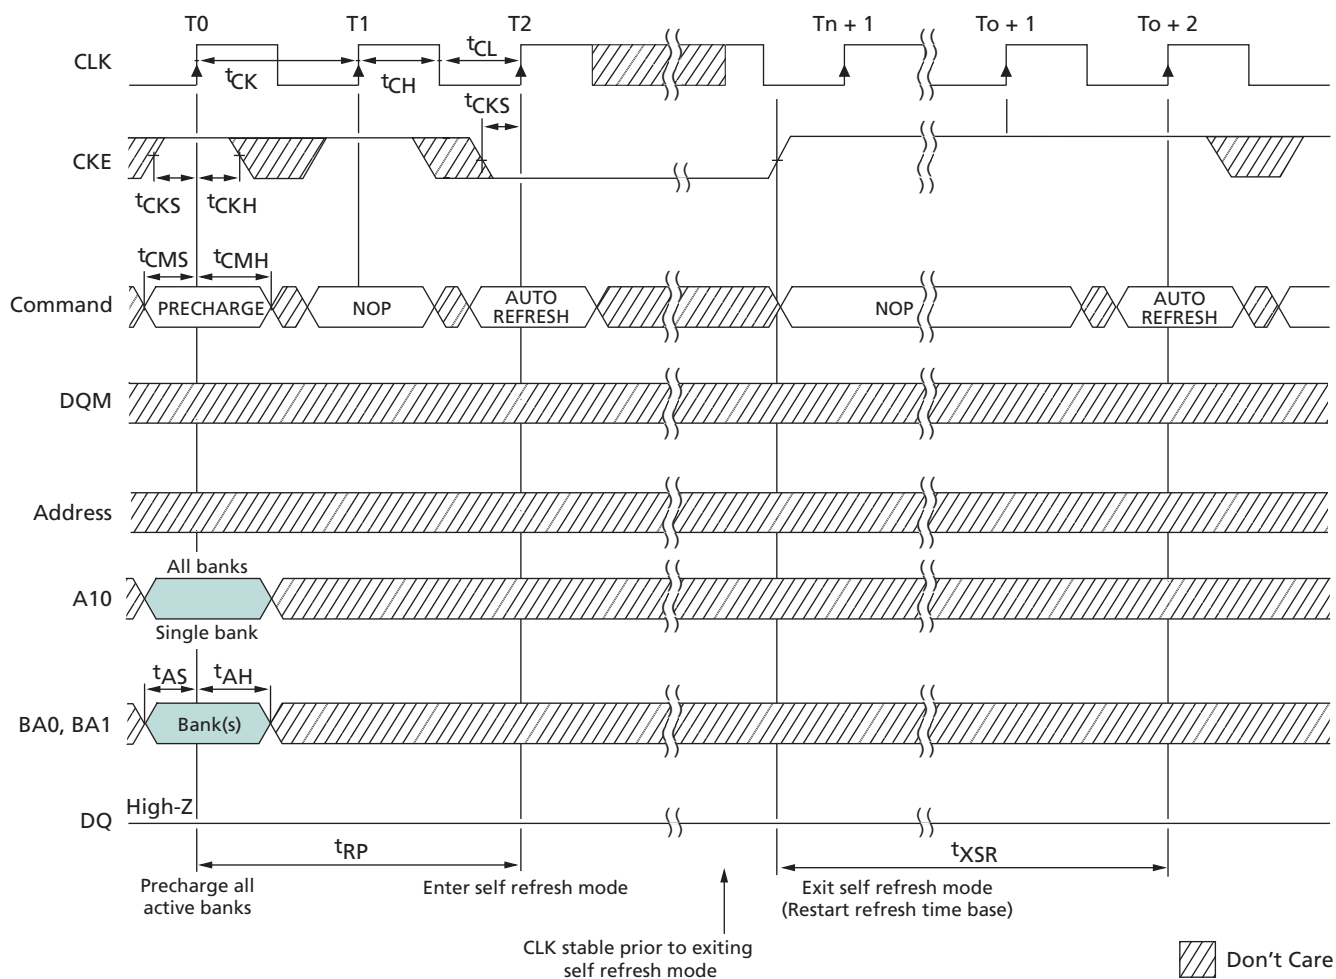 T0 T1 T2 Tn + 1 To + 1 To + 2
CLK
tCK tCH tCL
tCKS
CKE
tCKS tCKH
tCMS tCMH
Command PRECHARGE NOP AUTO REFRESH NOP AUTO REFRESH
DQM
Address
All banks
A10
Single bank
tAS tAH
BA0, BA1 Bank(s)
High-Z
DQ
tRP tXSR
Precharge all
active banks
Enter self refresh mode
Exit self refresh mode
(Restart refresh time base)
CLK stable prior to exiting
self refresh mode
Don't Care